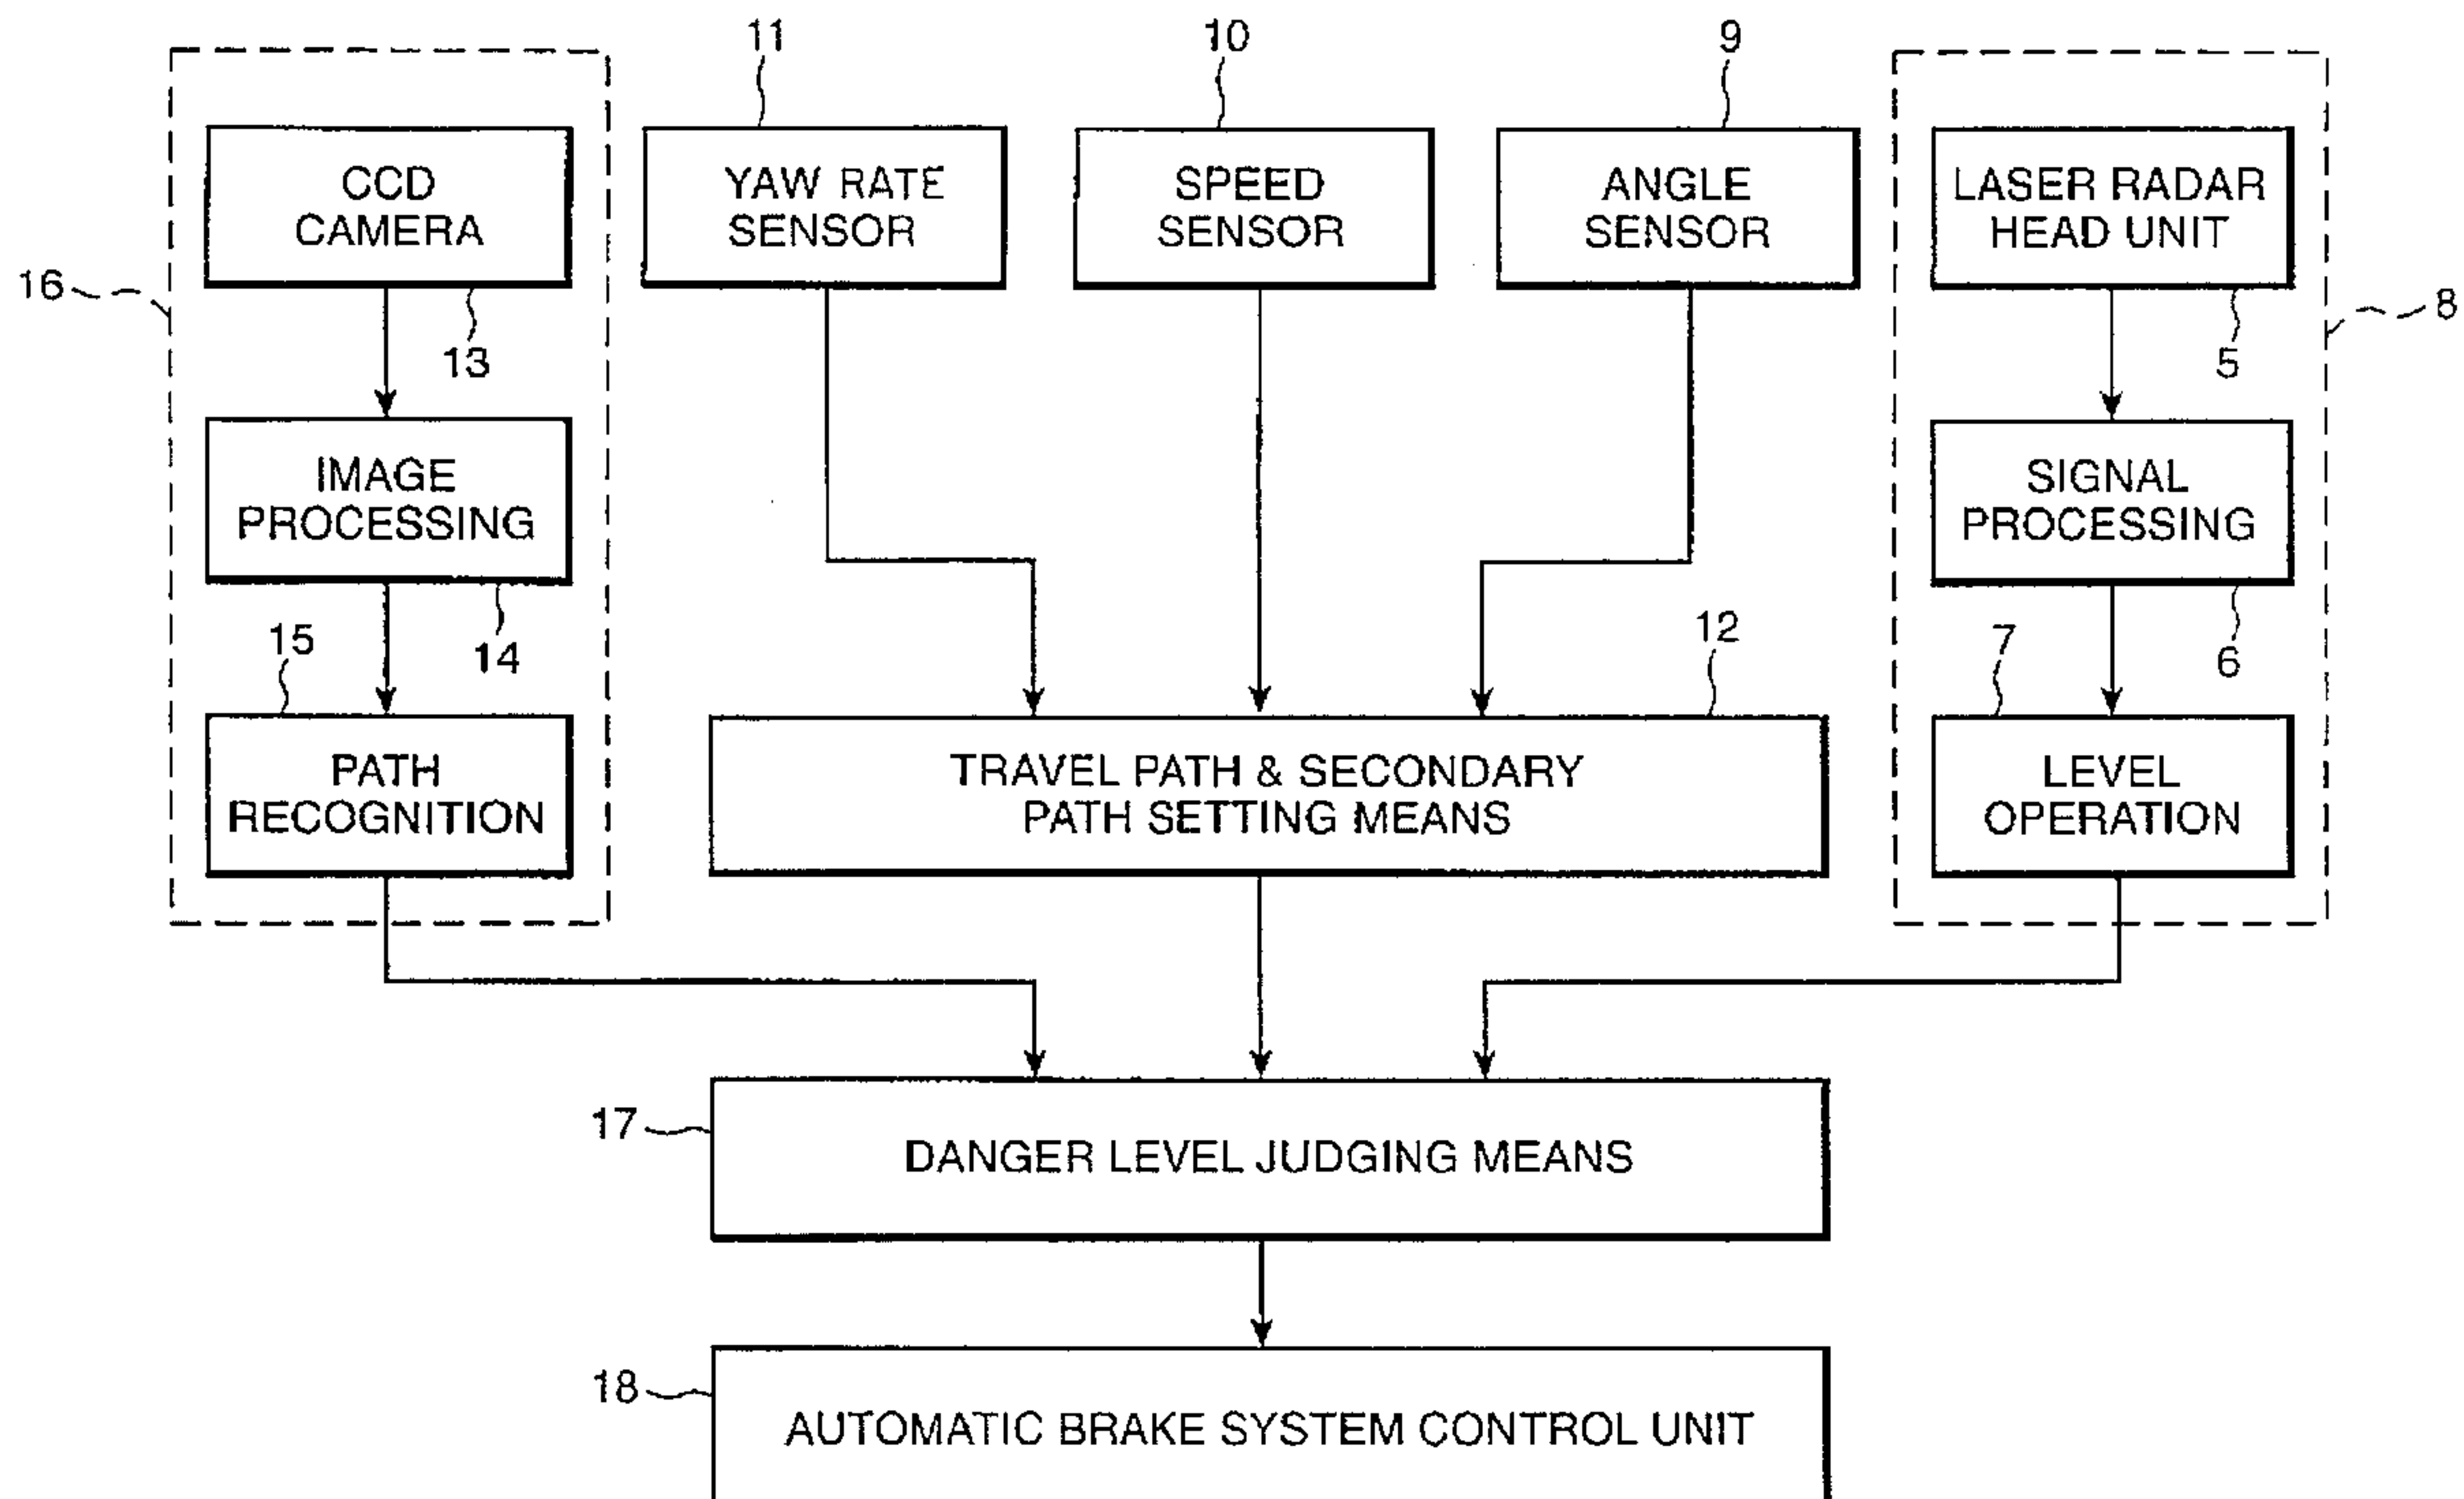 11
10
9
CCD
CAMERA
YAW RATE
SENSOR
SPEED
SENSOR
ANGLE
SENSOR
LASER RADAR
HEAD UNIT
16
8
13
5
IMAGE
PROCESSING
SIGNAL
PROCESSING
15
14
12
7
6
PATH
RECOGNITION
TRAVEL PATH & SECONDARY
PATH SETTING MEANS
LEVEL
OPERATION
17
DANGER LEVEL JUDGING MEANS
18
AUTOMATIC BRAKE SYSTEM CONTROL UNIT